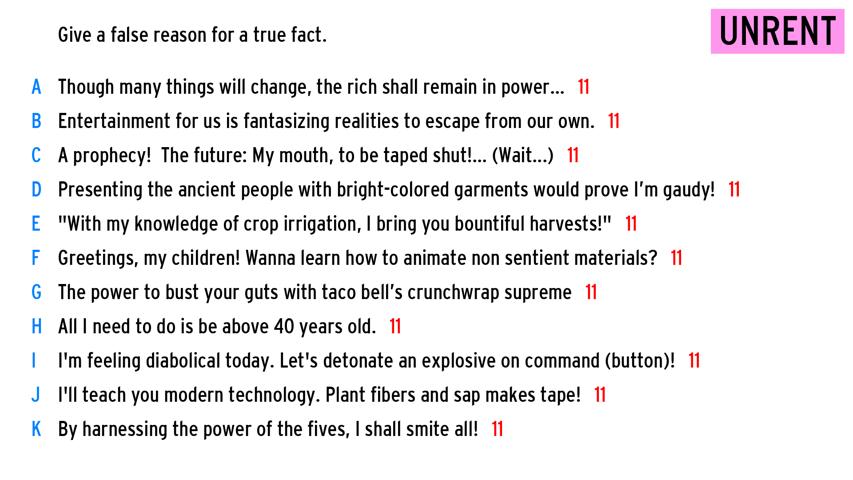 Give a false reason for a true fact.
UNRENT
A Though many things will change, the rich shall remain in power... 11
B Entertainment for us is fantasizing realities to escape from our own. 11
C A prophecy! The future: My mouth, to be taped shut!... (Wait...) 11
D Presenting the ancient people with bright-colored garments would prove I'm gaudy! 11
E "With my knowledge of crop irrigation, I bring you bountiful harvests!" 11
F Greetings, my children! Wanna learn how to animate non sentient materials? 11
G The power to bust your guts with taco bell's crunchwrap supreme 11
H All I need to do is be above 40 years old. 11
I I'm feeling diabolical today. Let's detonate an explosive on command (button)! 11
J I'll teach you modern technology. Plant fibers and sap makes tape! 11
K By harnessing the power of the fives, I shall smite all! 11